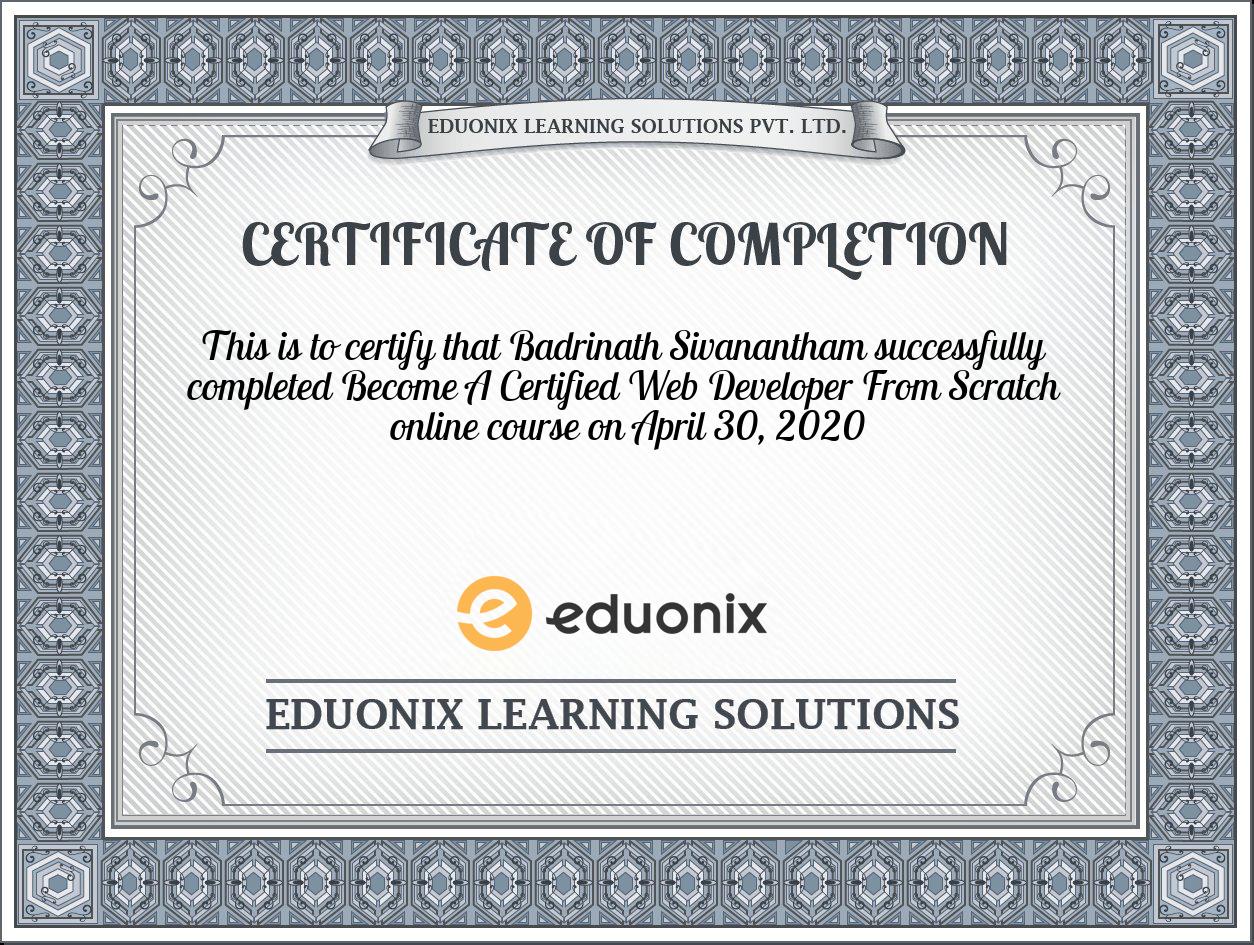 EDUONIX LEARNING SOLUTIONS PVT. LTD.
CERTIFICATE OF COMPLETION
This is to certify that Badrinath Sivanantham successfully
completed Become A Certified Web Developer From Scratch
online course on April 30, 2020
eduonix
EDUONIX LEARNING SOLUTIONS